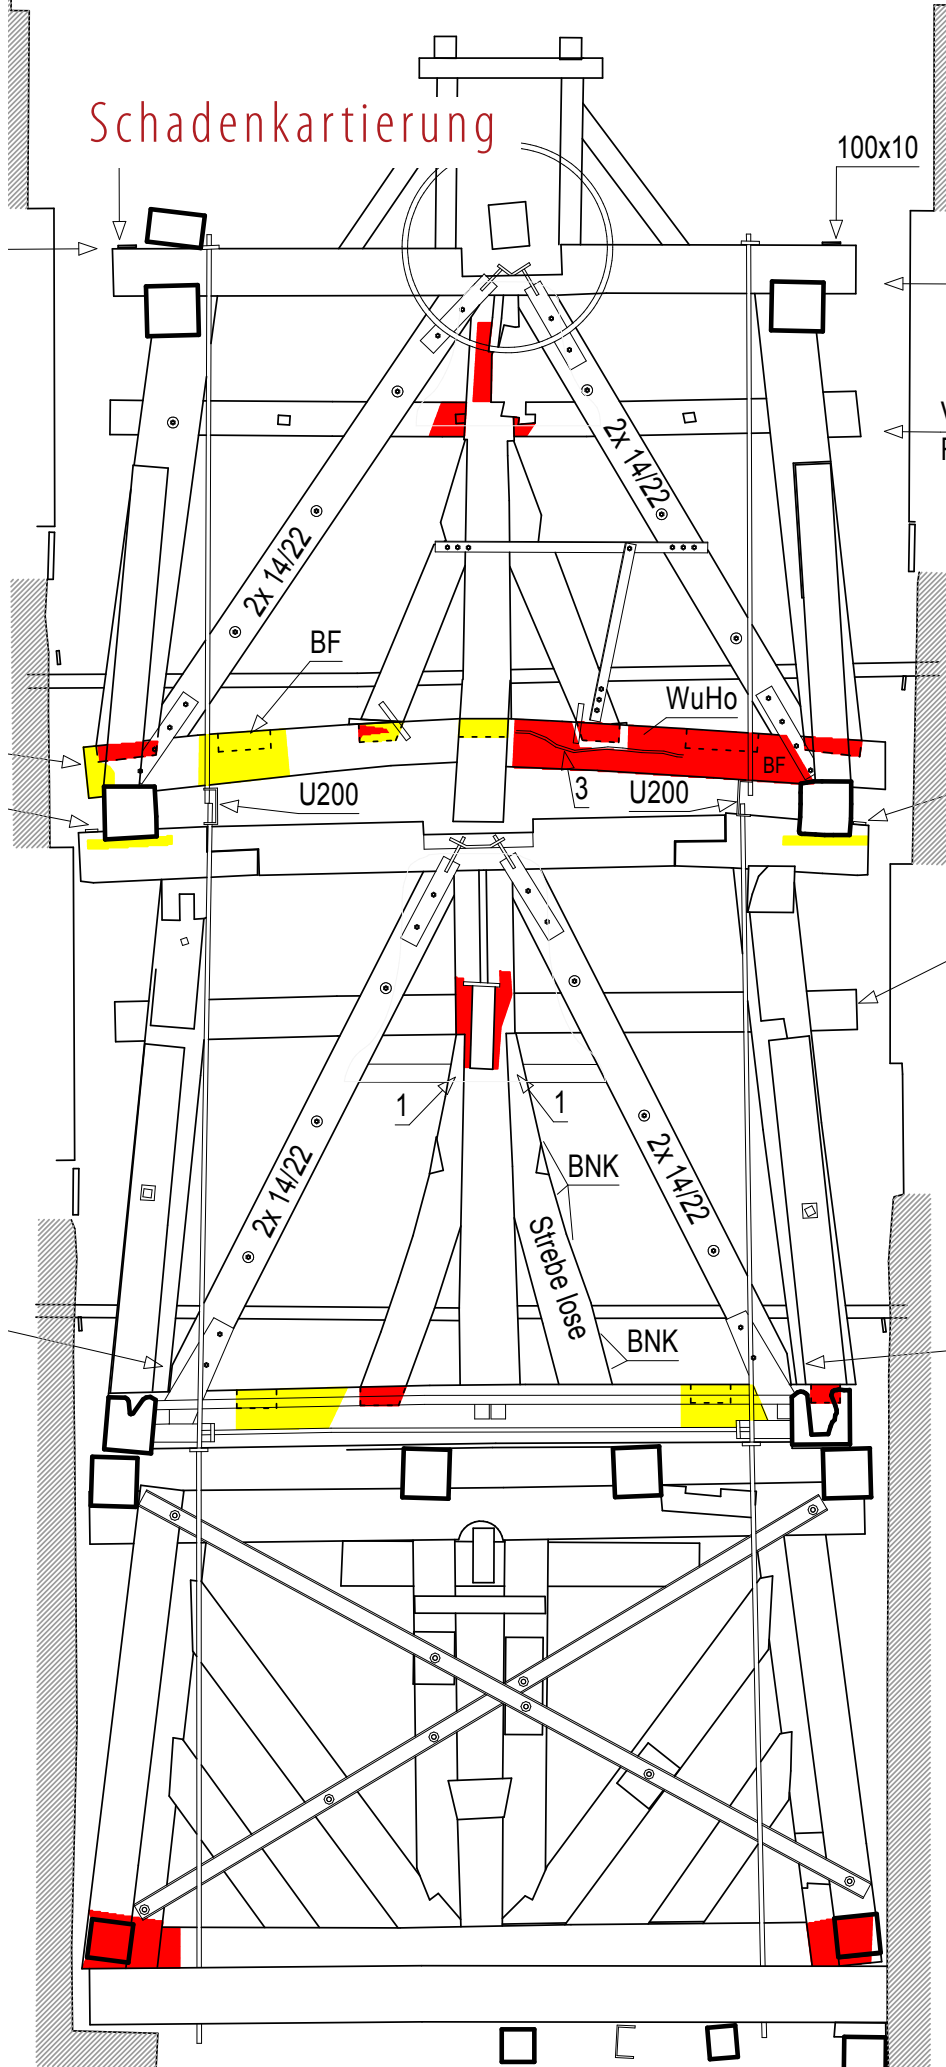 Schadenkartierung
100x10
2x 14/22
2x 14/22
BF
WuHo
BF
3
U200
U200
1
1
BNK
2x 14/22
2x 14/22
Strebe lose
BNK